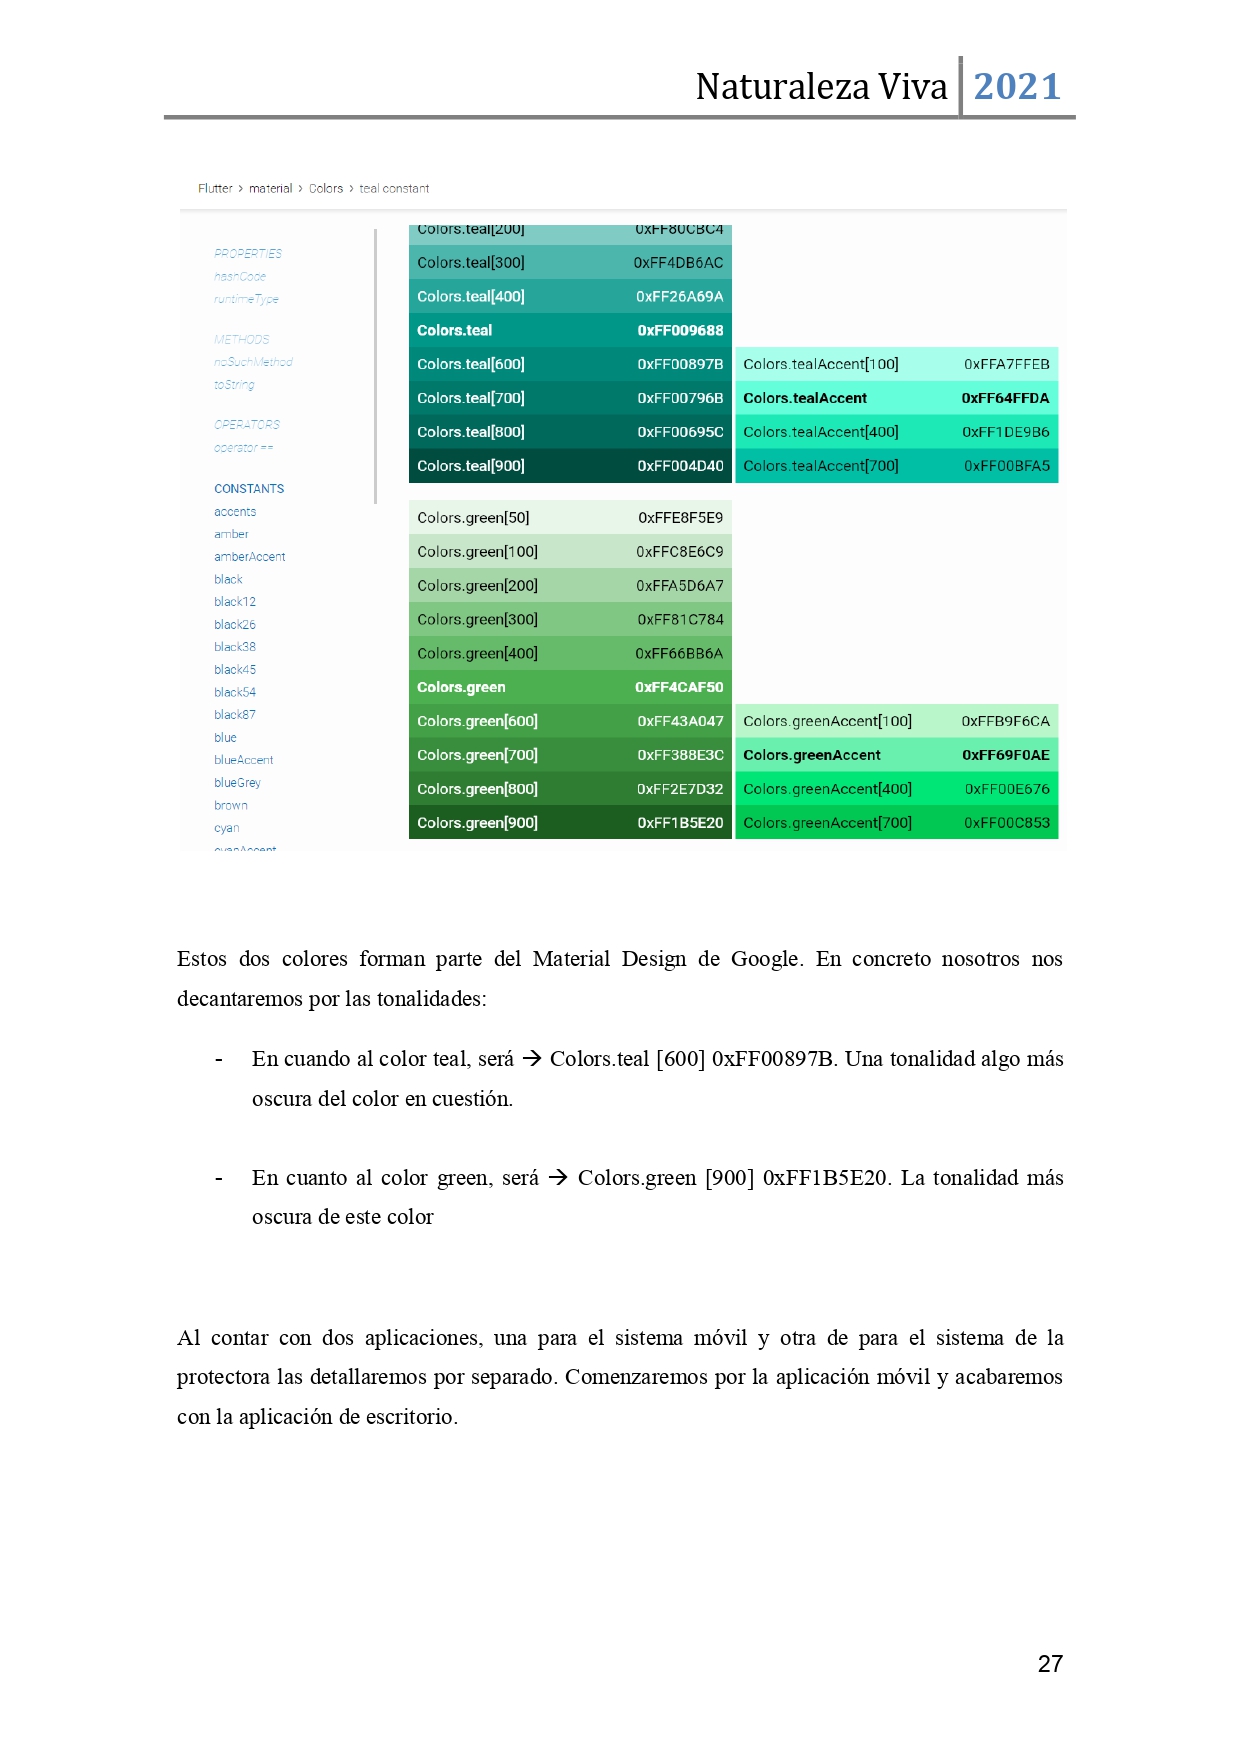 Naturaleza Viva 2021
Flutter > material > Colors > teal constant
PROPERTIES
hashCode
runtimeType
METHODS
noSuchMethod
toString
OPERATORS
operator ==
CONSTANTS
accents
amber
amberAccent
black
black12
black26
black38
black45
black54
black87
blue
blueAccent
blueGrey
brown
cyan
cyanAccent
Colors.teal[200] 0xFF80CBC4
Colors.teal[300] 0xFF4DB6AC
Colors.teal[400] 0xFF26A69A
Colors.teal 0xFF009688
Colors.teal[600] 0xFF00897B
Colors.teal[700] 0xFF00796B
Colors.teal[800] 0xFF00695C
Colors.teal[900] 0xFF004D40
Colors.tealAccent[100] 0xFFA7FFEB
Colors.tealAccent 0xFF64FFDA
Colors.tealAccent[400] 0xFF1DE9B6
Colors.tealAccent[700] 0xFF00BFA5
Colors.green[50] 0xFFE8F5E9
Colors.green[100] 0xFFC8E6C9
Colors.green[200] 0xFFA5D6A7
Colors.green[300] 0xFF81C784
Colors.green[400] 0xFF66BB6A
Colors.green 0xFF4CAF50
Colors.green[600] 0xFF43A047
Colors.green[700] 0xFF388E3C
Colors.green[800] 0xFF2E7D32
Colors.green[900] 0xFF1B5E20
Colors.greenAccent[100] 0xFFB9F6CA
Colors.greenAccent 0xFF69F0AE
Colors.greenAccent[400] 0xFF00E676
Colors.greenAccent[700] 0xFF00C853
Estos dos colores forman parte del Material Design de Google. En concreto nosotros nos
decantaremos por las tonalidades:
- En cuando al color teal, será → Colors.teal [600] 0xFF00897B. Una tonalidad algo más
oscura del color en cuestión.
- En cuanto al color green, será → Colors.green [900] 0xFF1B5E20. La tonalidad más
oscura de este color
Al contar con dos aplicaciones, una para el sistema móvil y otra de para el sistema de la
protectora las detallaremos por separado. Comenzaremos por la aplicación móvil y acabaremos
con la aplicación de escritorio.
27